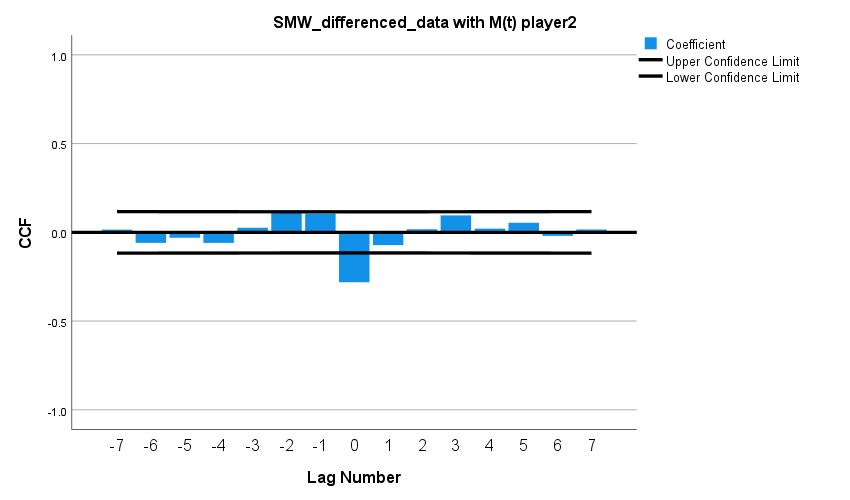 SMW_differenced_data with M(t) player2
Coefficient
Upper Confidence Limit
Lower Confidence Limit
1.0
0.5
0.0
-0.5
-1.0
CCF
-7 -6 -5 -4 -3 -2 -1 0 1 2 3 4 5 6 7
Lag Number